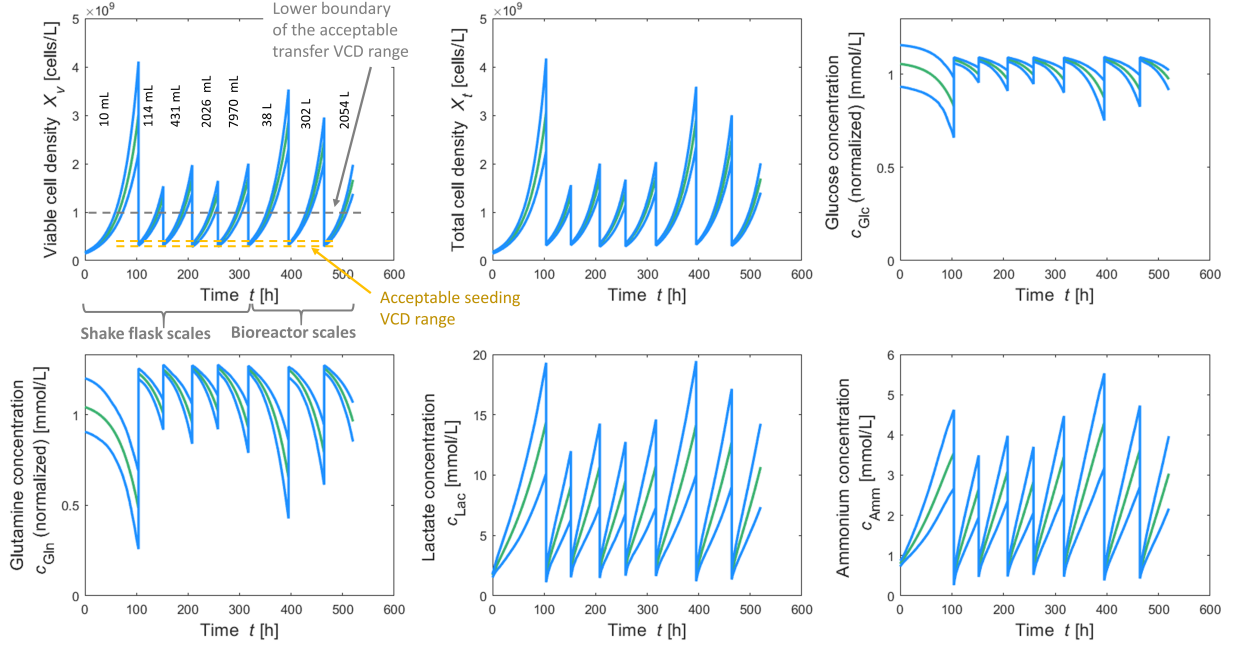 Lower boundary
of the acceptable
transfer VCD range
5 ×10⁹
4
3
2
1
0
Viable cell density X_v [cells/L]
10 mL
114 mL
431 mL
2026 mL
7970 mL
38 L
302 L
2054 L
0 100 200 300 400 500 600
Time t [h]
Acceptable seeding
VCD range
Shake flask scales
Bioreactor scales
5 ×10⁹
4
3
2
1
0
Total cell density X_t [cells/L]
0 100 200 300 400 500 600
Time t [h]
1
0.5
0
Glucose concentration
c_Glc (normalized) [mmol/L]
0 100 200 300 400 500 600
Time t [h]
1
0.5
0
Glutamine concentration
c_Gln (normalized) [mmol/L]
0 100 200 300 400 500 600
Time t [h]
20
15
10
5
0
Lactate concentration
c_Lac [mmol/L]
0 100 200 300 400 500 600
Time t [h]
6
5
4
3
2
1
0
Ammonium concentration
c_Amm [mmol/L]
0 100 200 300 400 500 600
Time t [h]